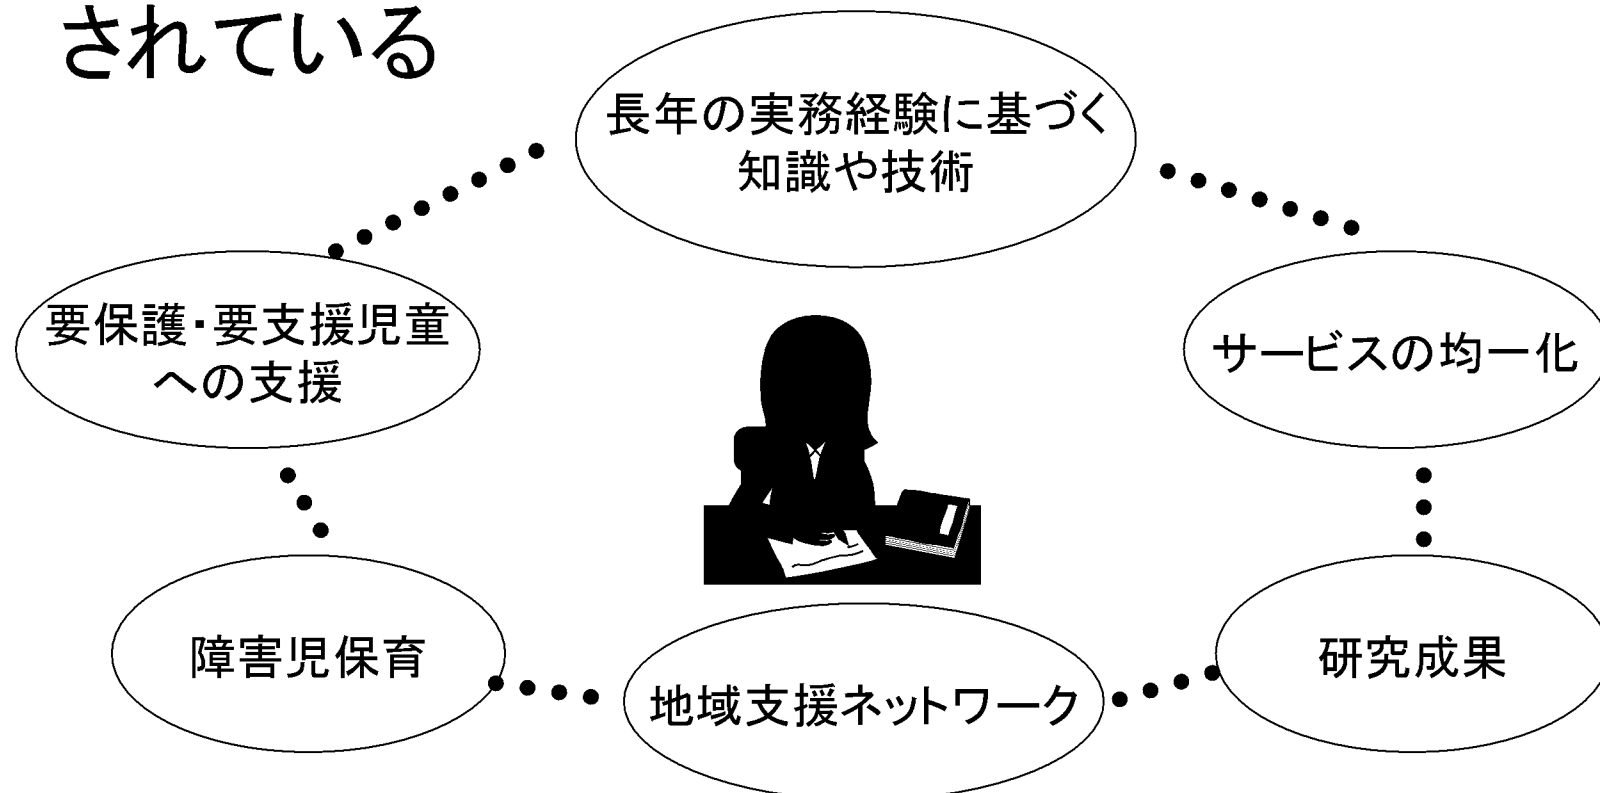 されている
長年の実務経験に基づく
知識や技術
要保護・要支援児童
への支援
サービスの均一化
障害児保育
地域支援ネットワーク
研究成果